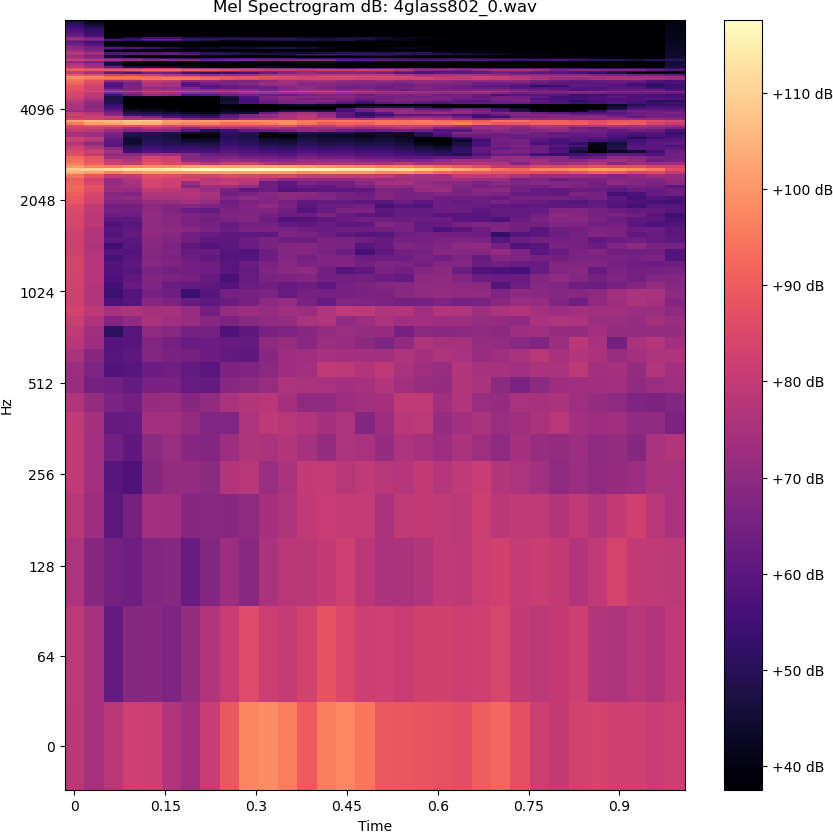 Mel Spectrogram dB: 4glass802_0.wav
4096
2048
1024
512
256
128
64
0
Hz
0
0.15
0.3
0.45
0.6
0.75
0.9
Time
+110 dB
+100 dB
+90 dB
+80 dB
+70 dB
+60 dB
+50 dB
+40 dB